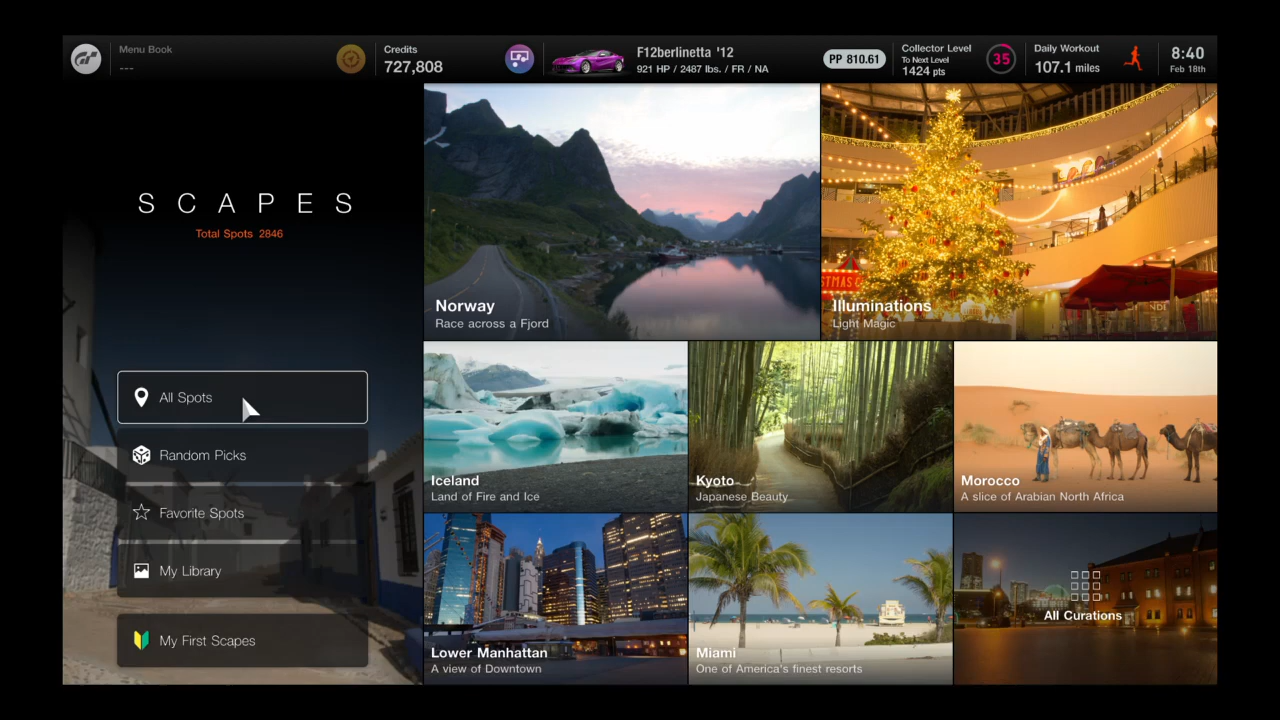 Menu Book
---
Credits
727,808
F12berlinetta '12
921 HP / 2487 lbs. / FR / NA
PP 810.61
Collector Level
To Next Level
1424 pts
35
Daily Workout
107.1 miles
8:40
Feb 18th
SCAPES
Total Spots 2846
All Spots
Random Picks
Favorite Spots
My Library
My First Scapes
Norway
Race across a Fjord
Illuminations
Light Magic
Iceland
Land of Fire and Ice
Kyoto
Japanese Beauty
Morocco
A slice of Arabian North Africa
Lower Manhattan
A view of Downtown
Miami
One of America's finest resorts
All Curations